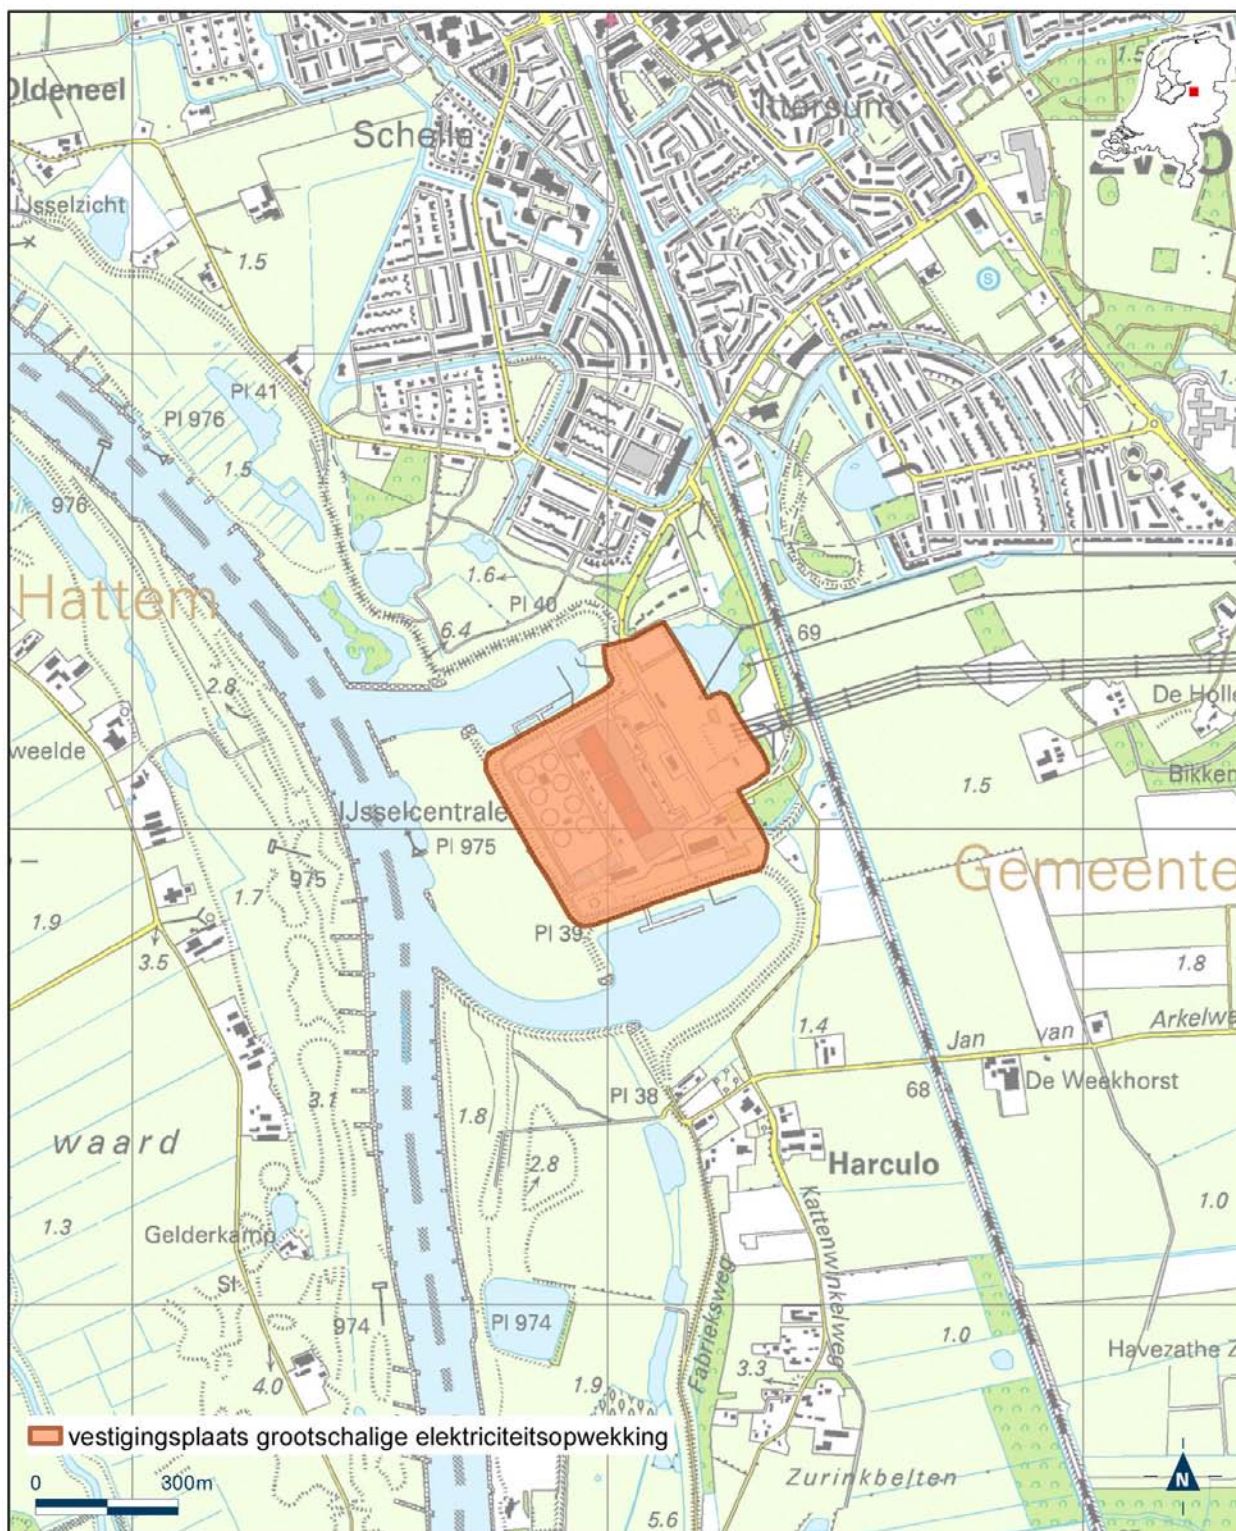 Oldeneel
Schelle
Ittersum
1.5
IJsselzicht
1.5
S
Pl 41
Pl 976
1.5
976
Hattem
1.6
Pl 40
6.4
69
2.8
De Holle
weelde
Bikken
1.5
IJsselcentrale
Pl 975
975
Gemeente
1.7
1.9
Pl 39
3.5
1.8
1.4
Jan van Arkelwe
De Weekhorst
Pl 38
68
3.1
1.8
waard
2.8
Harculo
Kattenwinkelweg
1.3
1.0
Gelderkamp
Sl
Fabrieksweg
974
Pl 974
1.0
Havezathe Z
4.0
1.9
3.3
vestigingsplaats grootschalige elektriciteitsopwekking
0 300m
Zurinkbelten
N
5.6